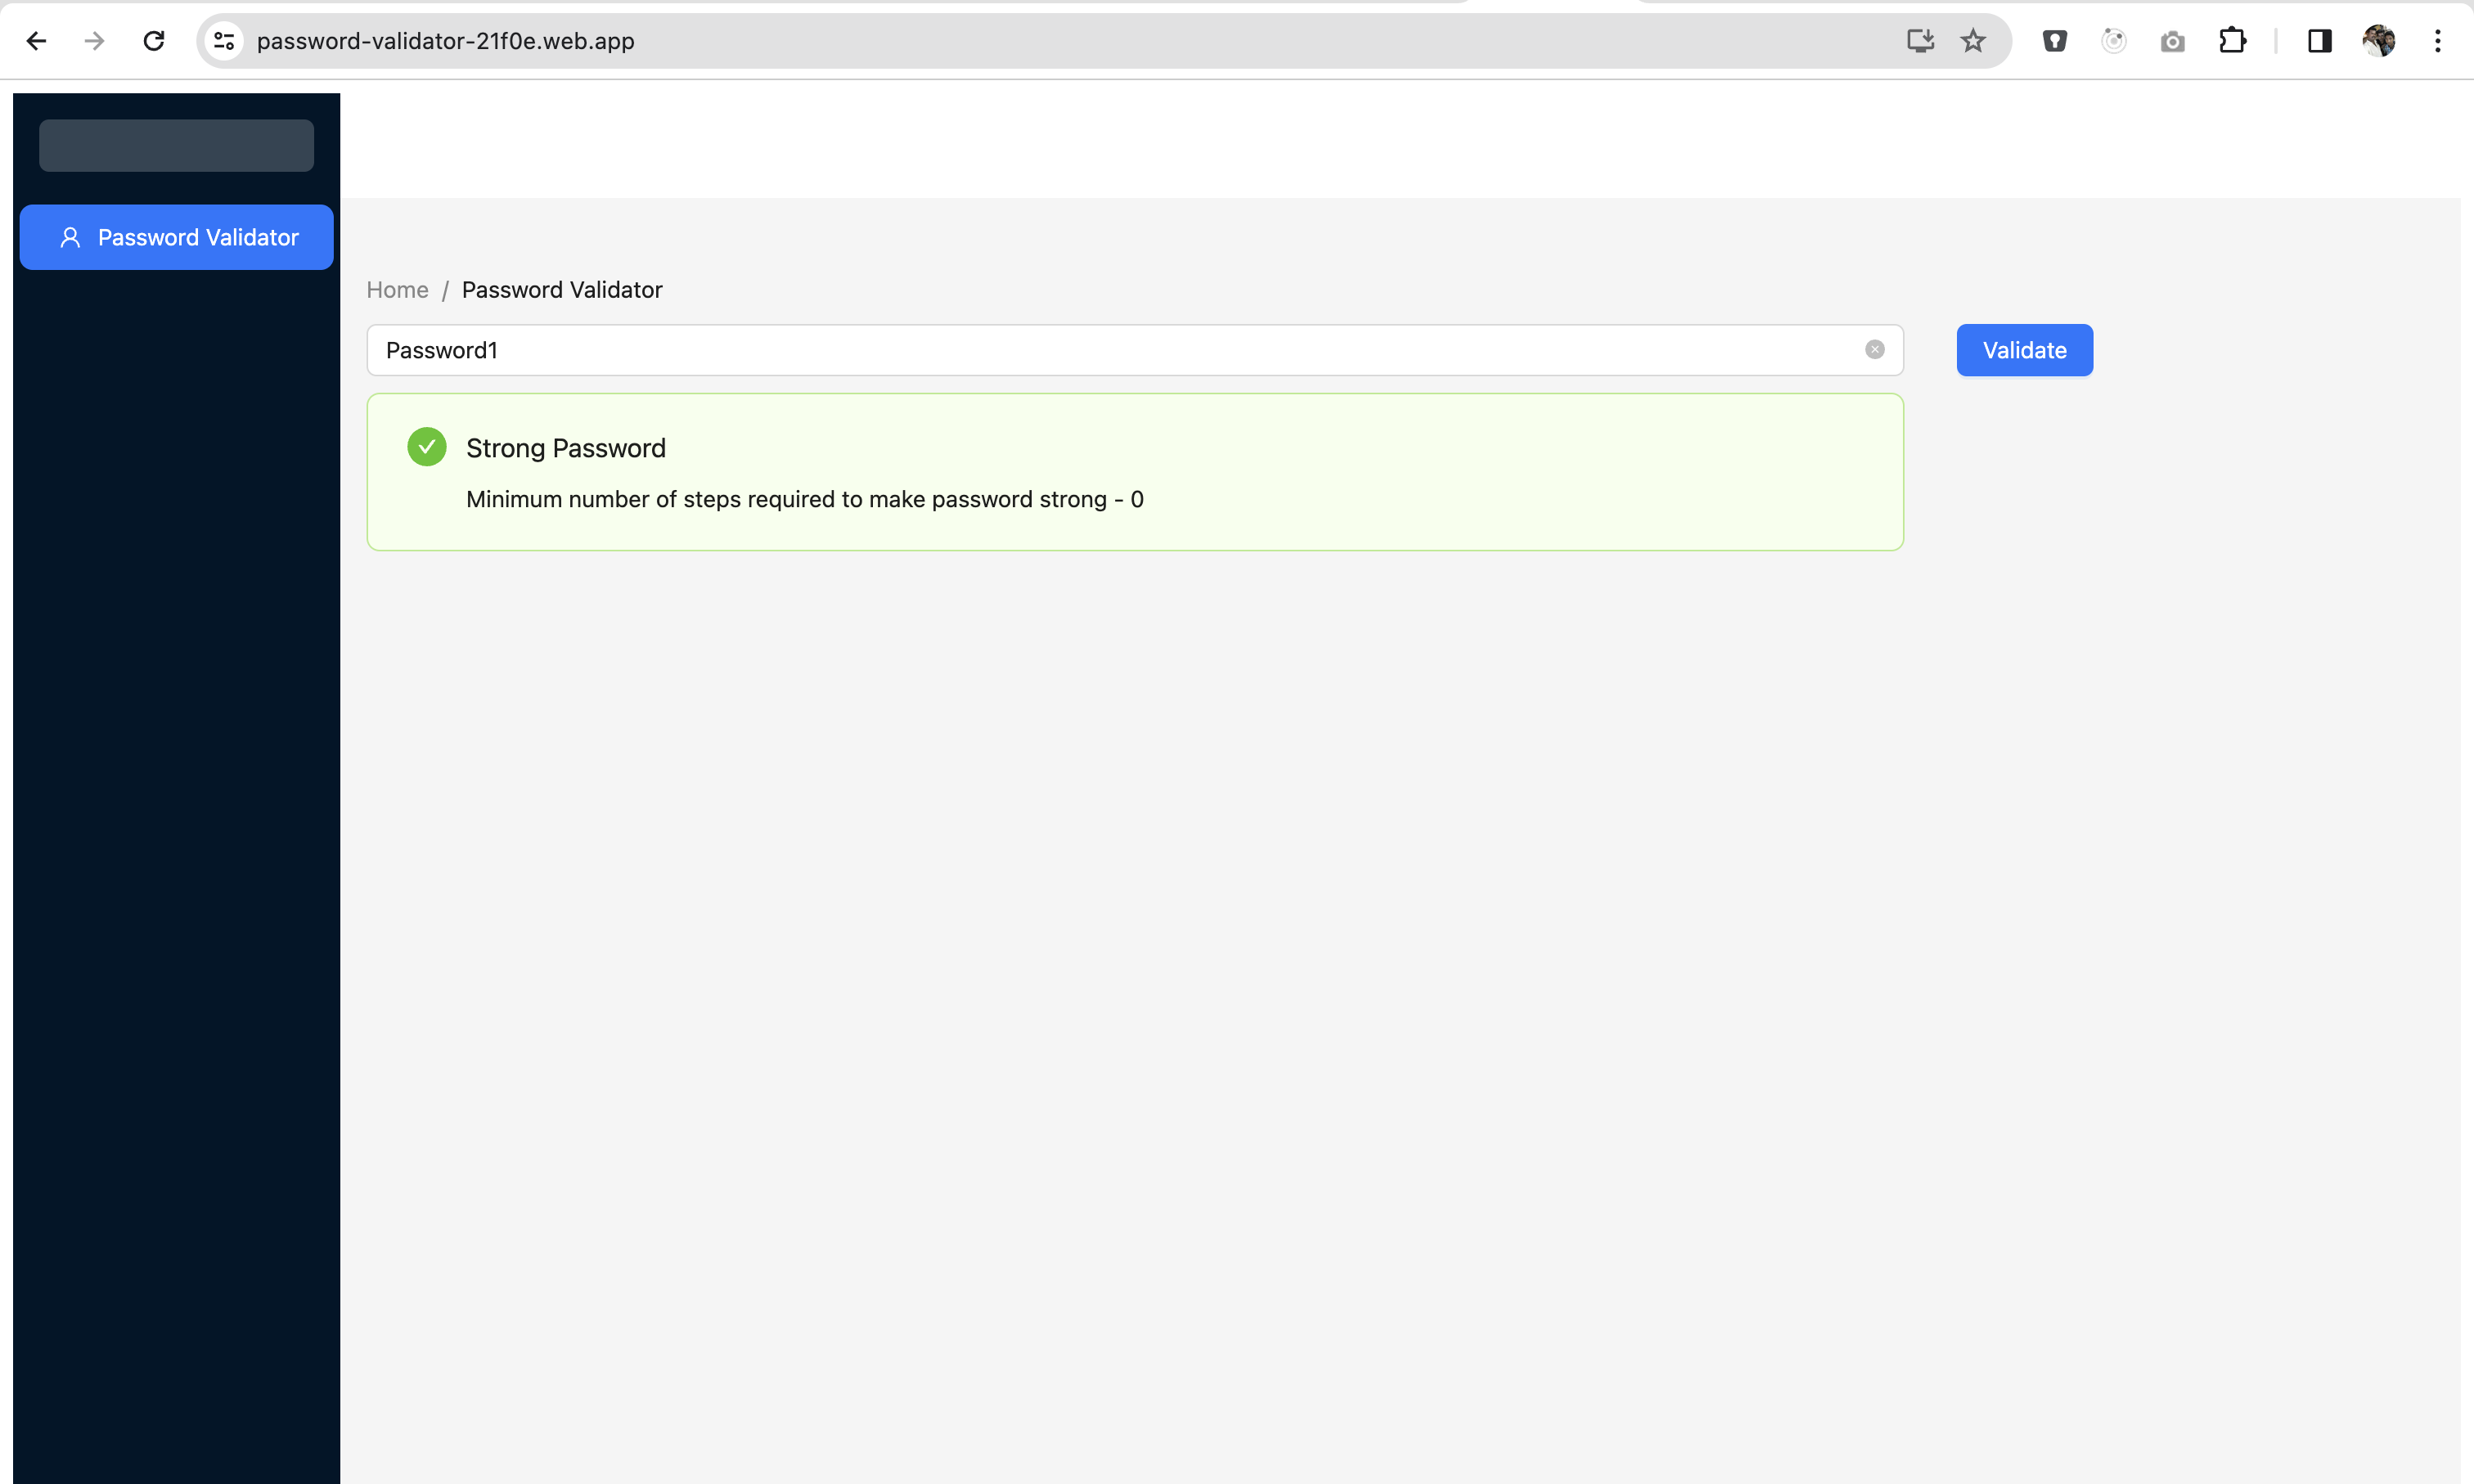 password-validator-21f0e.web.app
Password Validator
Home / Password Validator
Password1
Validate
Strong Password
Minimum number of steps required to make password strong - 0